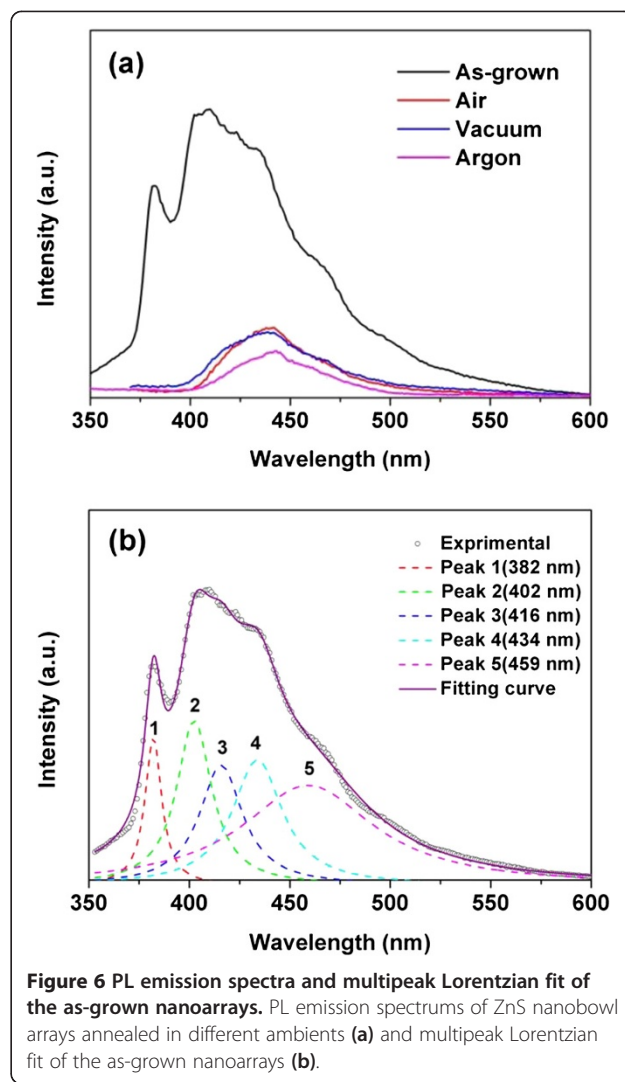 (a)
As-grown
Air
Vacuum
Argon
Intensity (a.u.)
350 400 450 500 550 600
Wavelength (nm)
(b)
Exprimental
Peak 1(382 nm)
Peak 2(402 nm)
Peak 3(416 nm)
Peak 4(434 nm)
Peak 5(459 nm)
Fitting curve
1
2
3
4
5
Intensity (a.u.)
350 400 450 500 550 600
Wavelength (nm)
Figure 6 PL emission spectra and multipeak Lorentzian fit of
the as-grown nanoarrays. PL emission spectrums of ZnS nanobowl
arrays annealed in different ambients (a) and multipeak Lorentzian
fit of the as-grown nanoarrays (b).